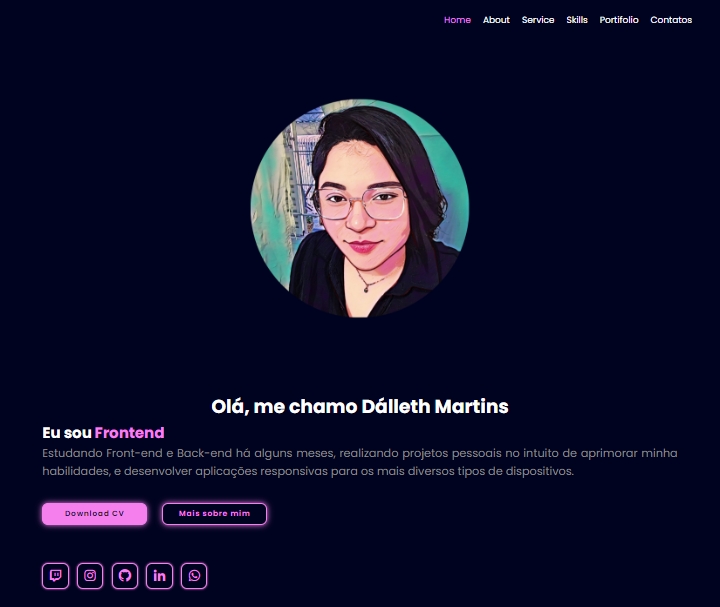 Home About Service Skills Portifolio Contatos
Olá, me chamo Dálleth Martins
Eu sou Frontend
Estudando Front-end e Back-end há alguns meses, realizando projetos pessoais no intuito de aprimorar minha
habilidades, e desenvolver aplicações responsivas para os mais diversos tipos de dispositivos.
Download CV Mais sobre mim
in